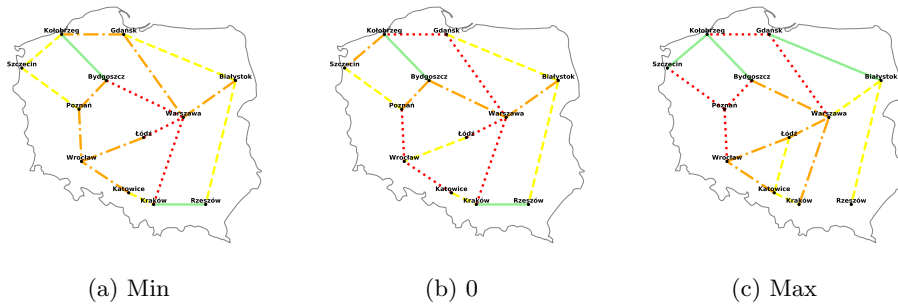 Kołobrzeg Gdańsk
Szczecin
Bydgoszcz Białystok
Poznań
Warszawa
Łódź
Wrocław
Katowice
Kraków Rzeszów
(a) Min
Kołobrzeg Gdańsk
Szczecin
Bydgoszcz Białystok
Poznań
Warszawa
Łódź
Wrocław
Katowice
Kraków Rzeszów
(b) 0
Kołobrzeg Gdańsk
Szczecin
Bydgoszcz Białystok
Poznań
Warszawa
Łódź
Wrocław
Katowice
Kraków Rzeszów
(c) Max